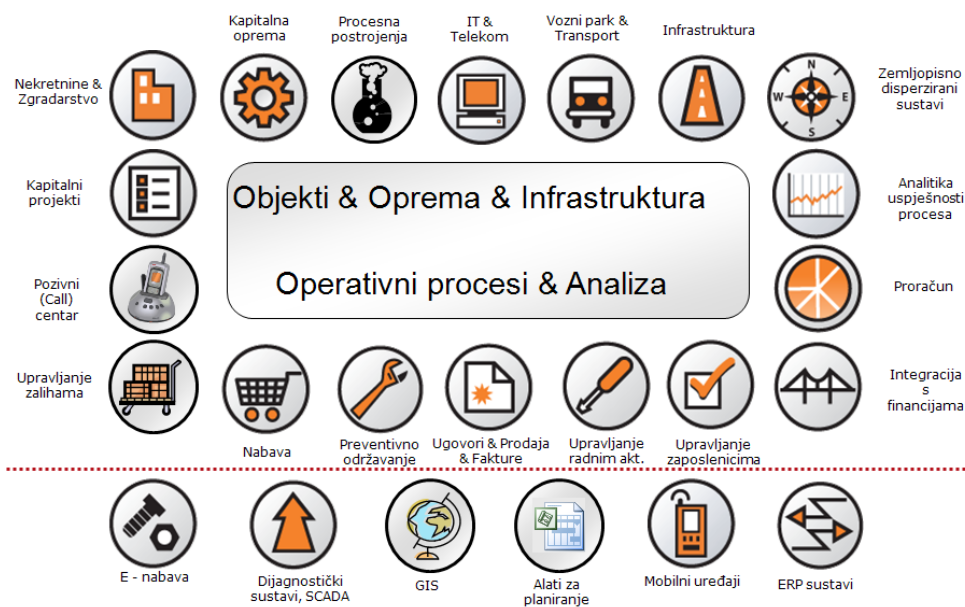 Nekretnine &
Zgradarstvo
Kapitalna
oprema
Procesna
postrojenja
IT &
Telekom
Vozni park &
Transport
Infrastruktura
N
W
E
S
Zemljopisno
disperzirani
sustavi
Kapitalni
projekti
Objekti & Oprema & Infrastruktura
Operativni procesi & Analiza
Analitika
uspješnosti
procesa
Pozivni
(Call)
centar
Proračun
Upravljanje
zalihama
Nabava
Preventivno
održavanje
Ugovori & Prodaja
& Fakture
Upravljanje
radnim akt.
Upravljanje
zaposlenicima
Integracija
s
financijama
E - nabava
Dijagnostički
sustavi, SCADA
GIS
Alati za
planiranje
Mobilni uređaji
ERP sustavi